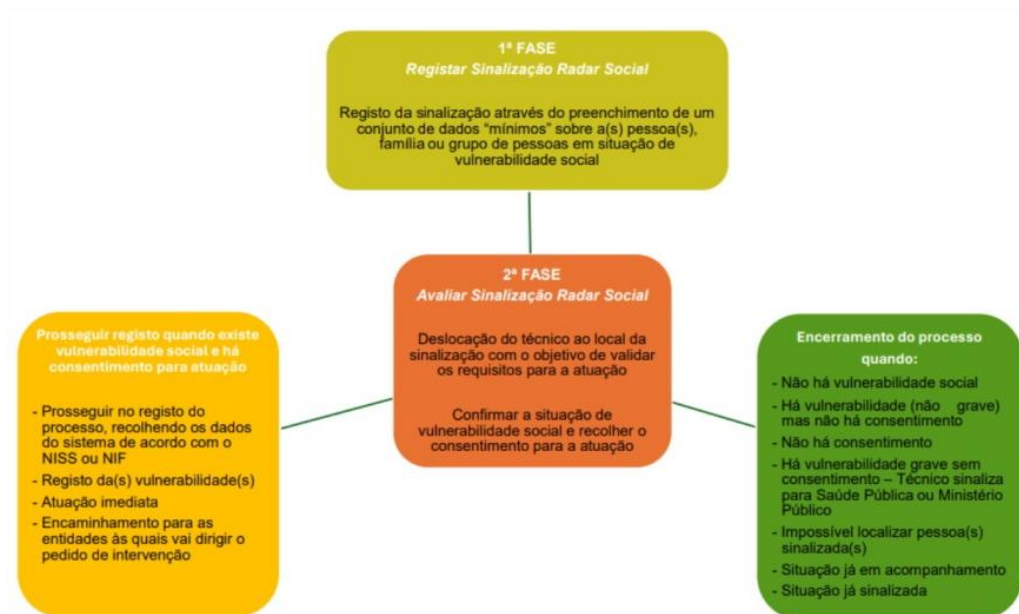 1ª FASE
Registar Sinalização Radar Social
Registo da sinalização através do preenchimento de um
conjunto de dados “mínimos” sobre a(s) pessoa(s),
família ou grupo de pessoas em situação de
vulnerabilidade social
2ª FASE
Avaliar Sinalização Radar Social
Deslocação do técnico ao local da
sinalização com o objetivo de validar
os requisitos para a atuação
Confirmar a situação de
vulnerabilidade social e recolher o
consentimento para a atuação
Prosseguir registo quando existe
vulnerabilidade social e há
consentimento para atuação
- Prosseguir no registo do
processo, recolhendo os dados
do sistema de acordo com o
NISS ou NIF
- Registo da(s) vulnerabilidade(s)
- Atuação imediata
- Encaminhamento para as
entidades às quais vai dirigir o
pedido de intervenção
Encerramento do processo
quando:
- Não há vulnerabilidade social
- Há vulnerabilidade (não grave)
mas não há consentimento
- Não há consentimento
- Há vulnerabilidade grave sem
consentimento – Técnico sinaliza
para Saúde Pública ou Ministério
Público
- Impossível localizar pessoa(s)
sinalizada(s)
- Situação já em acompanhamento
- Situação já sinalizada